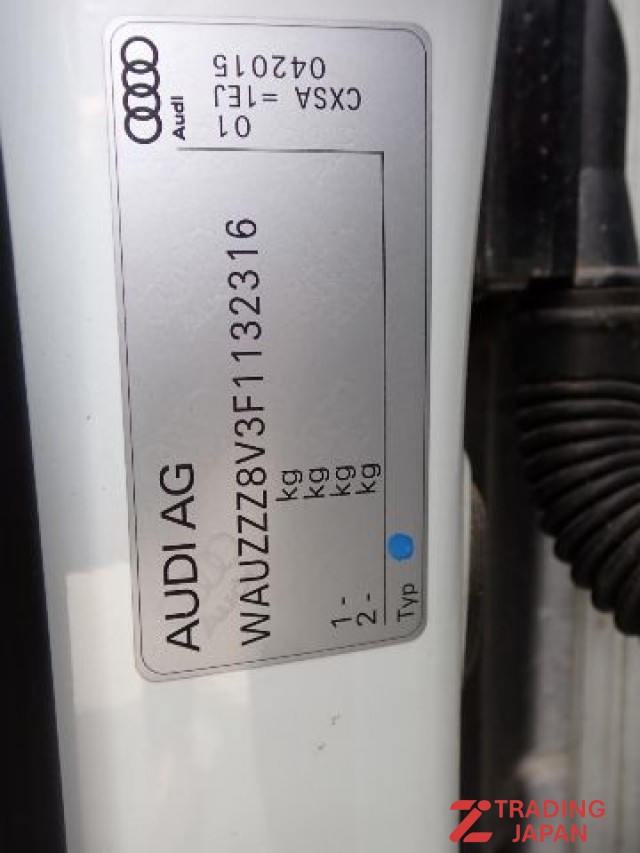 Audi
042015
CXSA =1EJ
01
AUDI AG
WAUZZZ8V3F1132316
kg
kg
1 - kg
2 - kg
Typ
TRADING
JAPAN